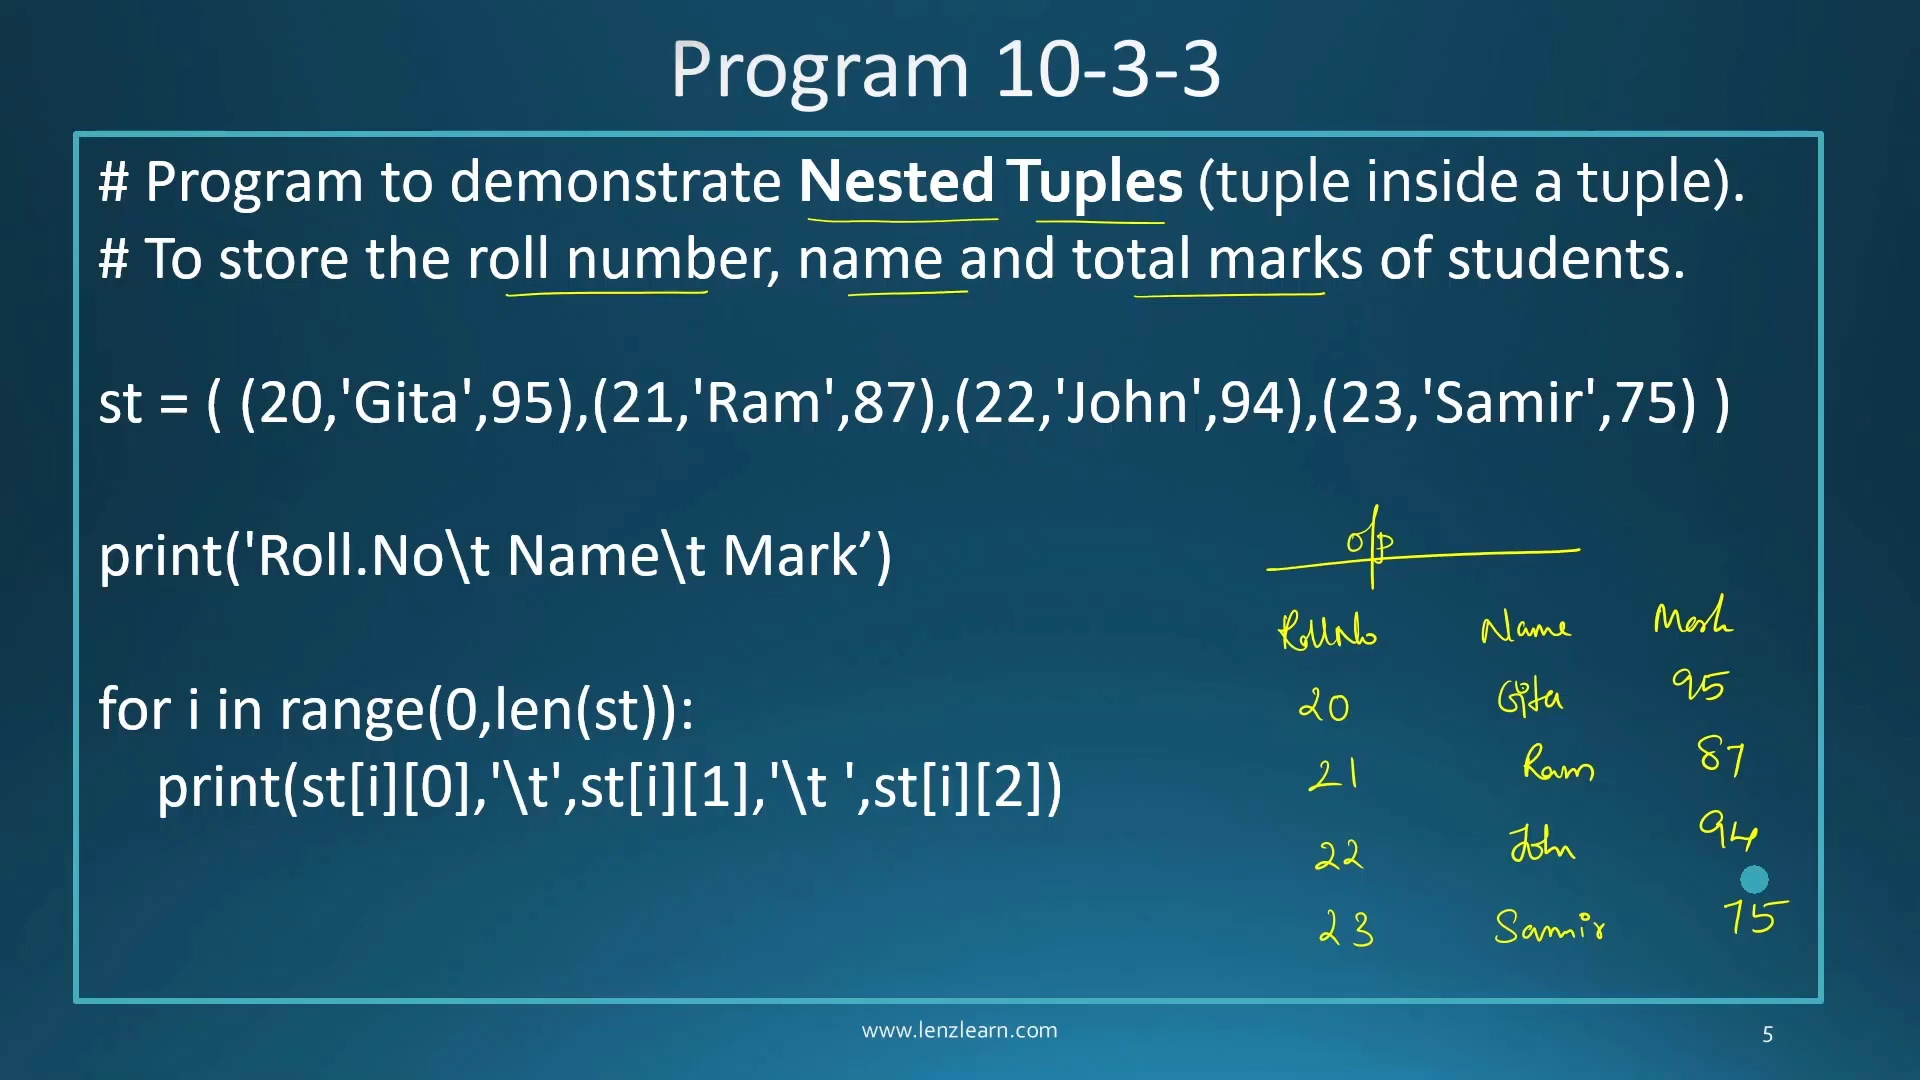 Program 10-3-3
# Program to demonstrate Nested Tuples (tuple inside a tuple).
# To store the roll number, name and total marks of students.
st = ( (20,'Gita',95),(21,'Ram',87),(22,'John',94),(23,'Samir',75) )
print('Roll.No\t Name\t Mark’)
for i in range(0,len(st)):
print(st[i][0],'\t',st[i][1],'\t ',st[i][2])
o/p
RollNo Name Mark
20 Gita 95
21 Ram 87
22 John 94
23 Samir 75
www.lenzlearn.com
5